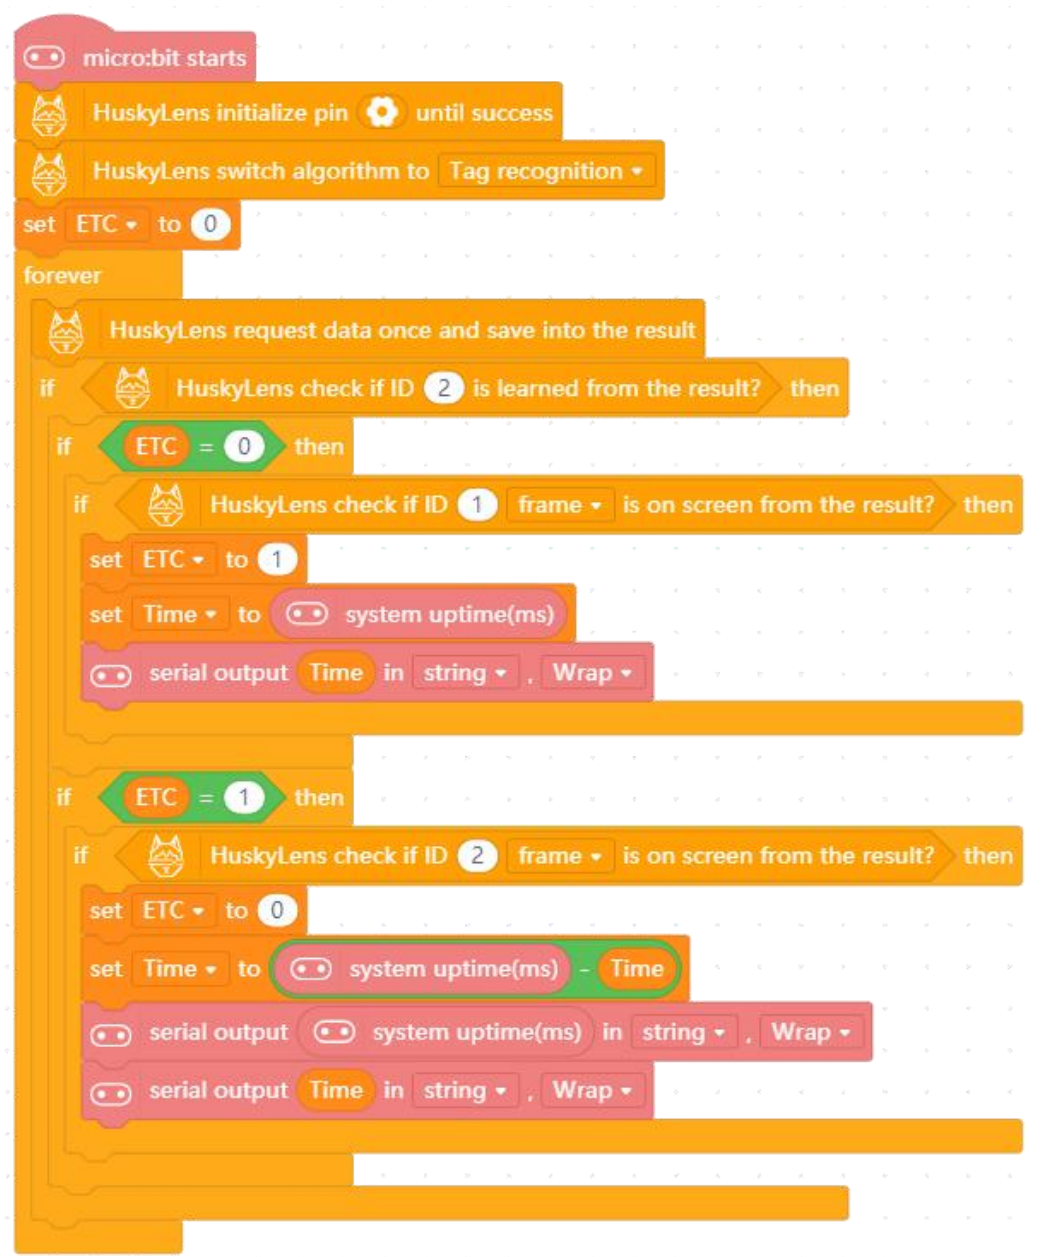 micro:bit starts
HuskyLens initialize pin until success
HuskyLens switch algorithm to Tag recognition
set ETC to 0
forever
HuskyLens request data once and save into the result
if HuskyLens check if ID 2 is learned from the result? then
if ETC = 0 then
if HuskyLens check if ID 1 frame is on screen from the result? then
set ETC to 1
set Time to system uptime(ms)
serial output Time in string , Wrap
if ETC = 1 then
if HuskyLens check if ID 2 frame is on screen from the result? then
set ETC to 0
set Time to system uptime(ms) - Time
serial output system uptime(ms) in string , Wrap
serial output Time in string , Wrap